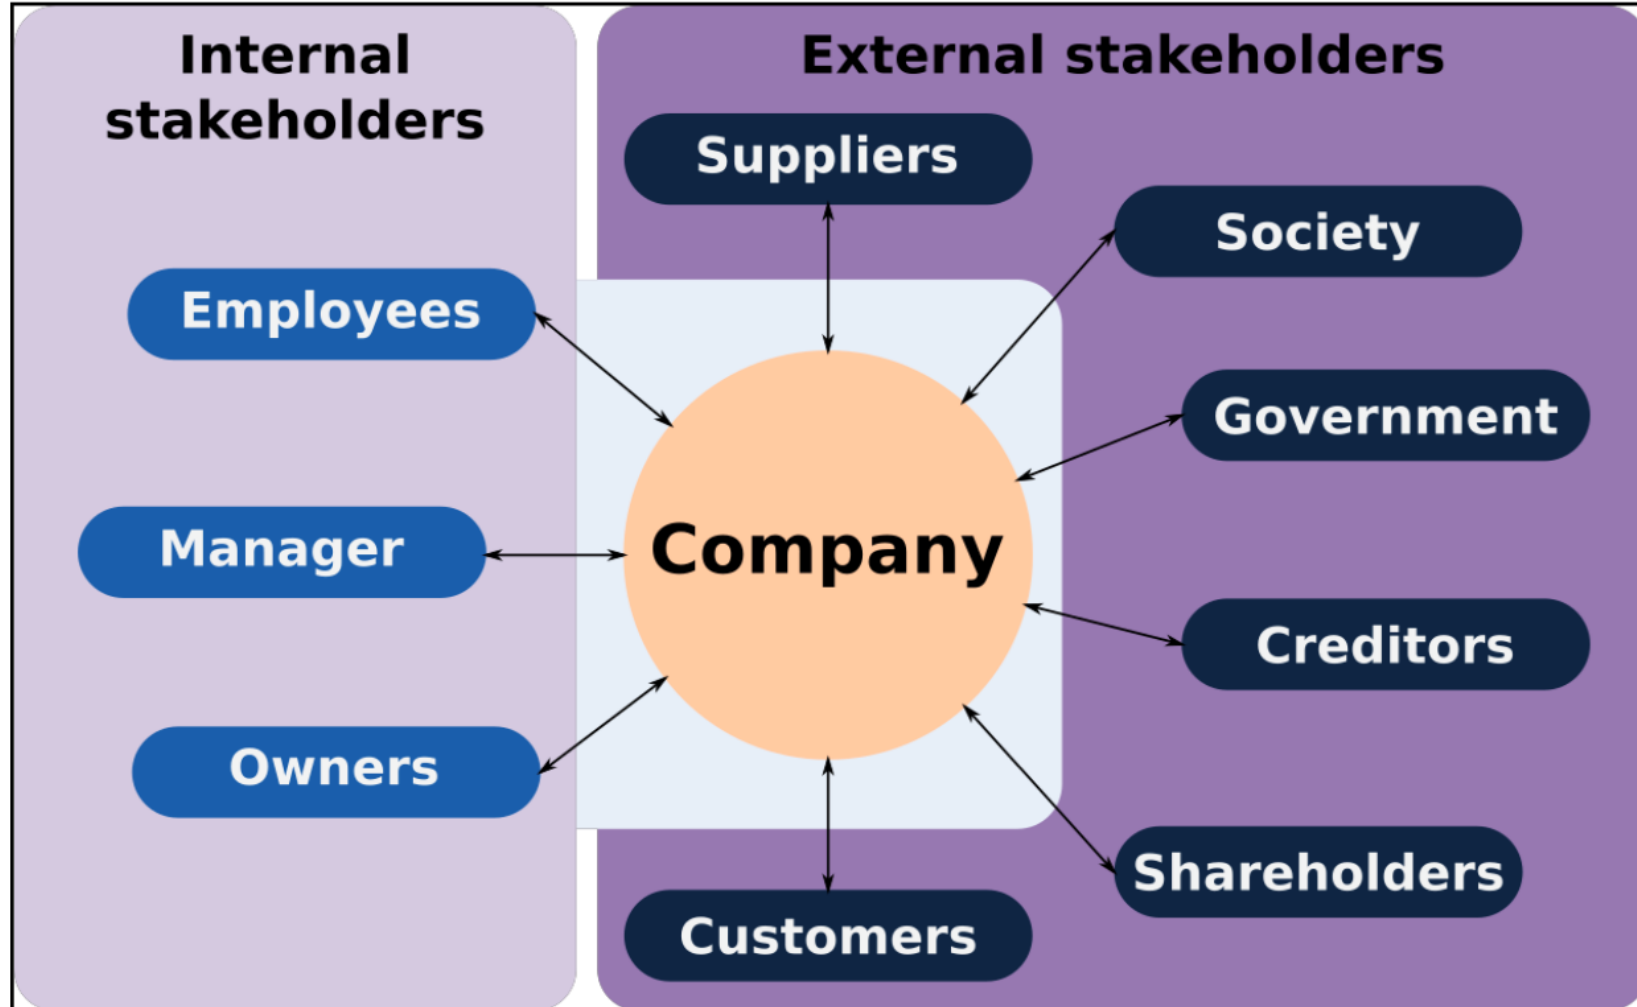 Internal
stakeholders
Employees
Manager
Owners
External stakeholders
Suppliers
Society
Government
Company
Creditors
Shareholders
Customers